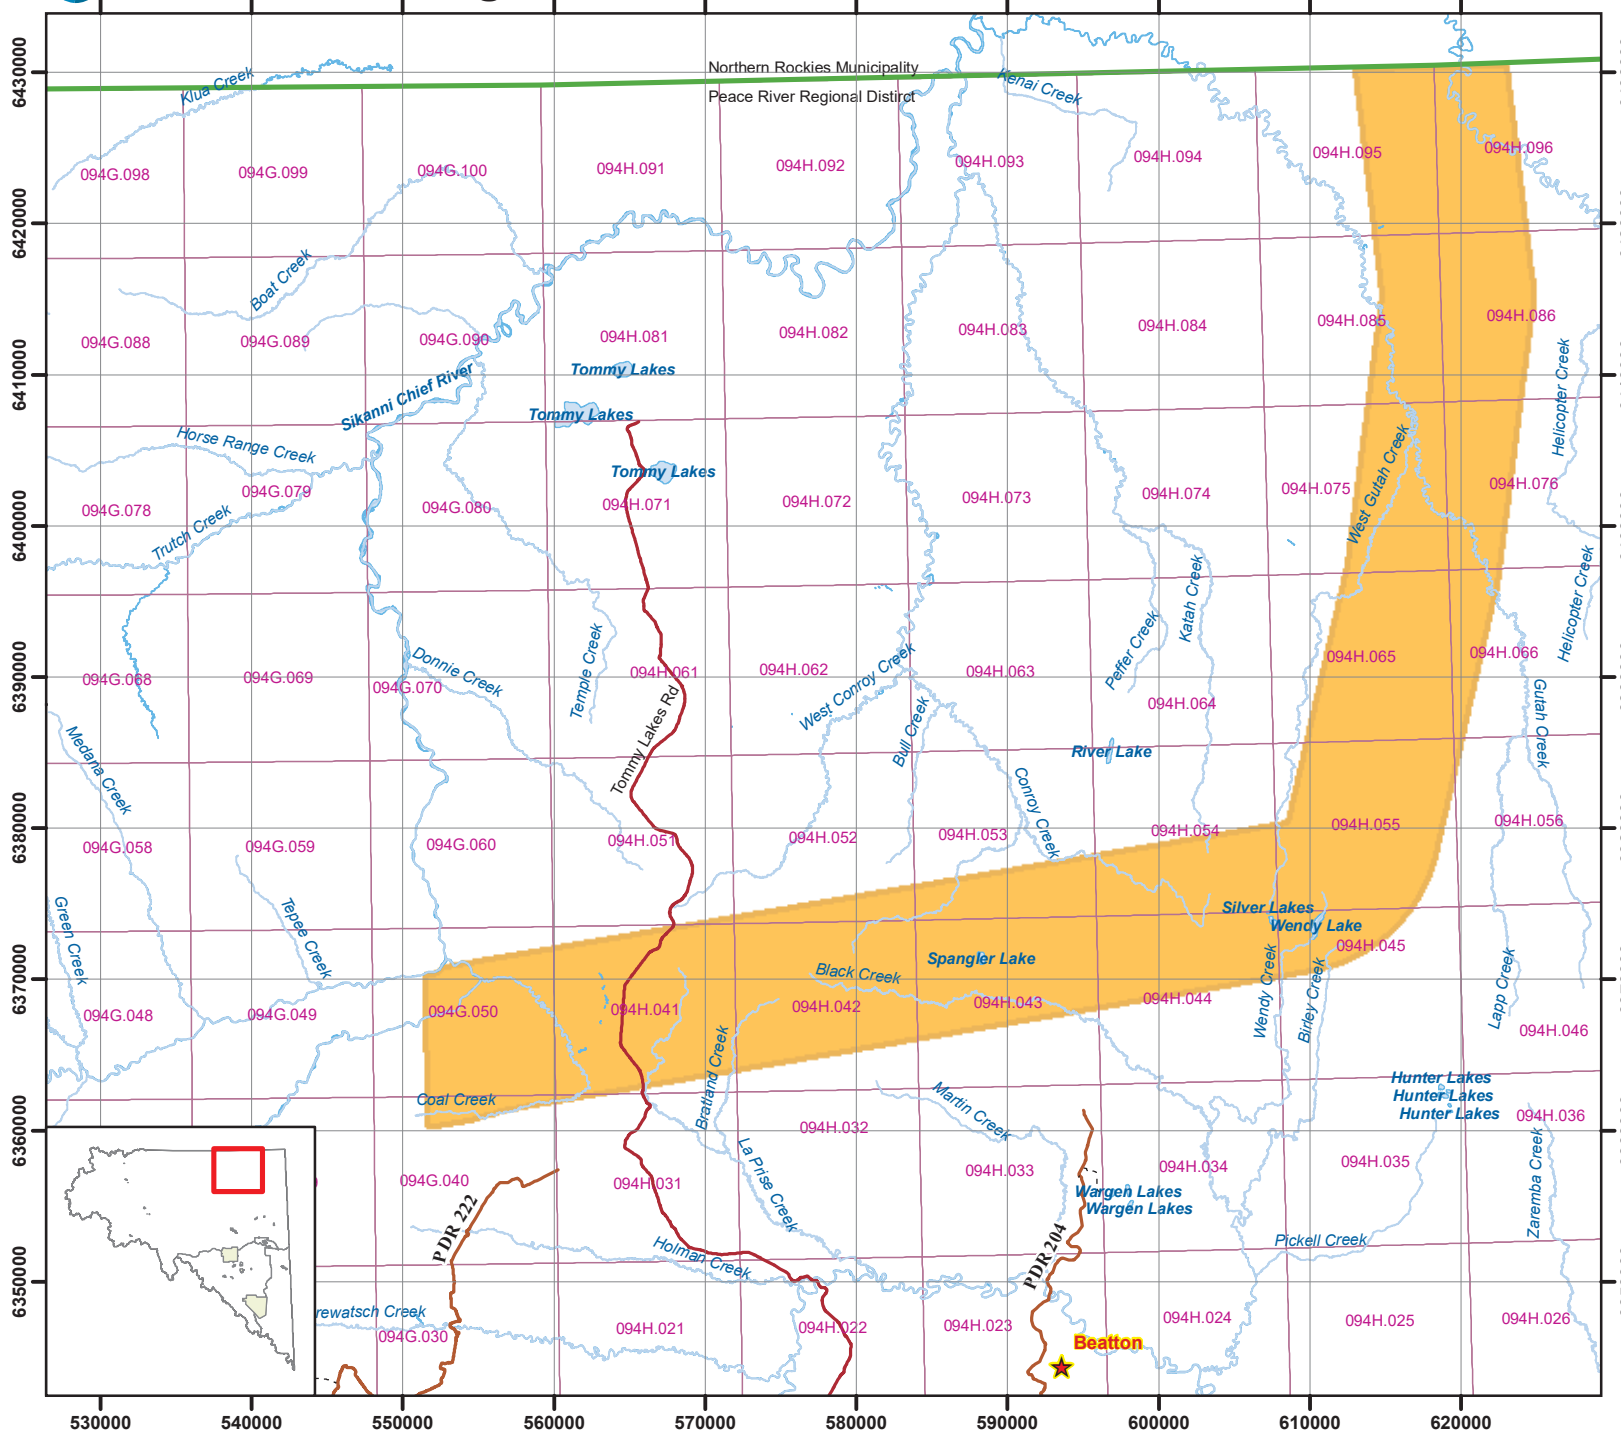 Northern Rockies Municipality
Peace River Regional Distirct
Klua Creek
Kenai Creek
094G.098
094G.099
094G.100
094H.091
094H.092
094H.093
094H.094
094H.095
094H.096
Boat Creek
094G.088
094G.089
094G.090
094H.081
094H.082
094H.083
094H.084
094H.085
094H.086
Tommy Lakes
Sikanni Chief River
Tommy Lakes
Helicopter Creek
Horse Range Creek
Tommy Lakes
West Gutah Creek
094G.078
094G.079
094G.080
094H.071
094H.072
094H.073
094H.074
094H.075
094H.076
Trutch Creek
Katah Creek
Helicopter Creek
Donnie Creek
Temple Creek
West Conroy Creek
Peffer Creek
094G.068
094G.069
094G.070
094H.061
094H.062
094H.063
094H.064
094H.065
094H.066
Medana Creek
Tommy Lakes Rd
Bull Creek
River Lake
Gutah Creek
Conroy Creek
094G.058
094G.059
094G.060
094H.051
094H.052
094H.053
094H.054
094H.055
094H.056
Green Creek
Tepee Creek
Silver Lakes
Wendy Lake
094H.045
Spangler Lake
Black Creek
Wendy Creek
Birley Creek
Lapp Creek
094G.048
094G.049
094G.050
094H.041
094H.042
094H.043
094H.044
094H.046
Coal Creek
Bratland Creek
Martin Creek
Hunter Lakes
Hunter Lakes
Hunter Lakes
094H.036
094H.032
La Prise Creek
094G.040
094H.031
094H.033
094H.034
094H.035
Zaremba Creek
PDR 222
Wargen Lakes
Wargen Lakes
PDR 204
Holman Creek
Pickell Creek
rewatsch Creek
094G.030
094H.021
094H.022
094H.023
094H.024
094H.025
094H.026
Beatton
6430000
6420000
6410000
6400000
6390000
6380000
6370000
6360000
6350000
530000
540000
550000
560000
570000
580000
590000
600000
610000
620000